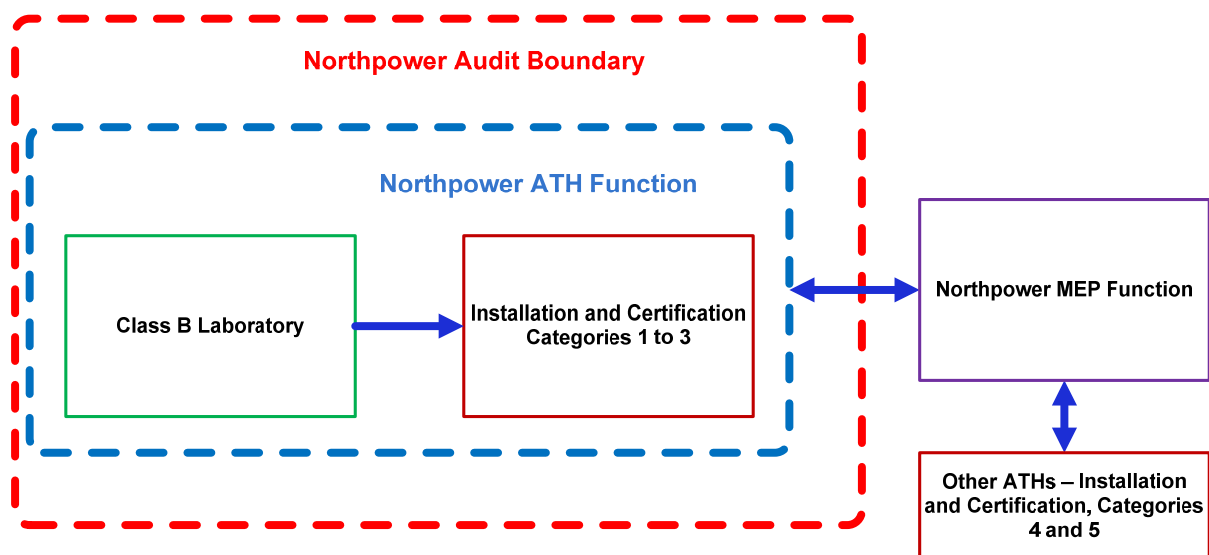 Northpower Audit Boundary
Northpower ATH Function
Class B Laboratory
Installation and Certification
Categories 1 to 3
Northpower MEP Function
Other ATHs – Installation
and Certification, Categories
4 and 5